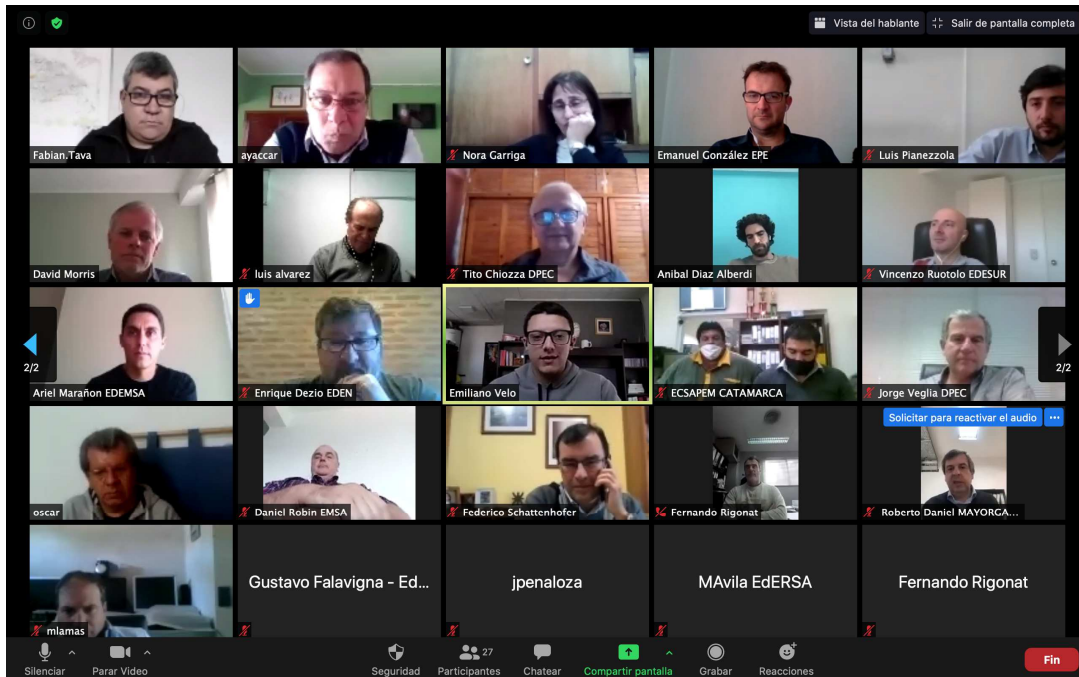 Vista del hablante
Salir de pantalla completa
Fabian.Tava
ayaccar
Nora Garriga
Emanuel González EPE
Luis Pianezzola
David Morris
luis alvarez
Tito Chiozza DPEC
Anibal Diaz Alberdi
Vincenzo Ruotolo EDESUR
2/2
2/2
Ariel Marañon EDEMSA
Enrique Dezio EDEN
Emiliano Velo
ECSAPEM CATAMARCA
Jorge Veglia DPEC
Solicitar para reactivar el audio
oscar
Daniel Robin EMSA
Federico Schattenhofer
Fernando Rigonat
Roberto Daniel MAYORGA...
mlamas
Gustavo Falavigna - Ed...
jpenaloza
MAvila EdERSA
Fernando Rigonat
Silenciar
Parar Video
Seguridad
Participantes
27
Chatear
Compartir pantalla
Grabar
Reacciones
Fin